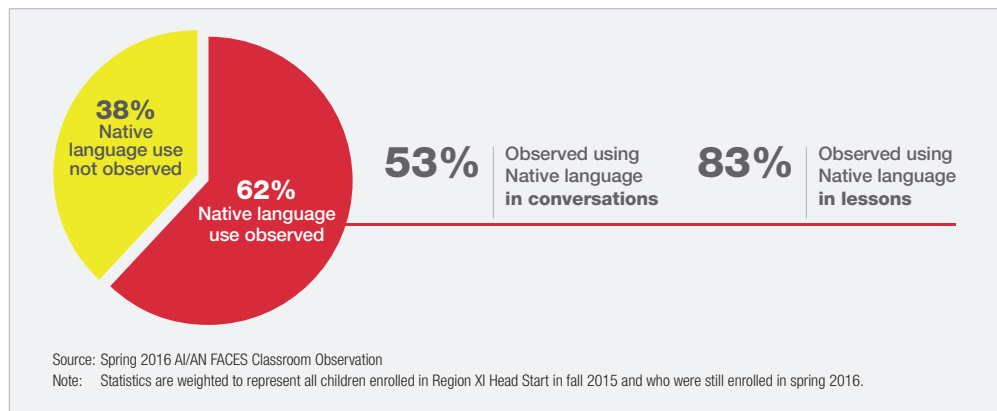 38%
Native
language use
not observed
62%
Native language
use observed
53%
Observed using
Native language
in conversations
83%
Observed using
Native language
in lessons
Source: Spring 2016 AI/AN FACES Classroom Observation
Note: Statistics are weighted to represent all children enrolled in Region XI Head Start in fall 2015 and who were still enrolled in spring 2016.